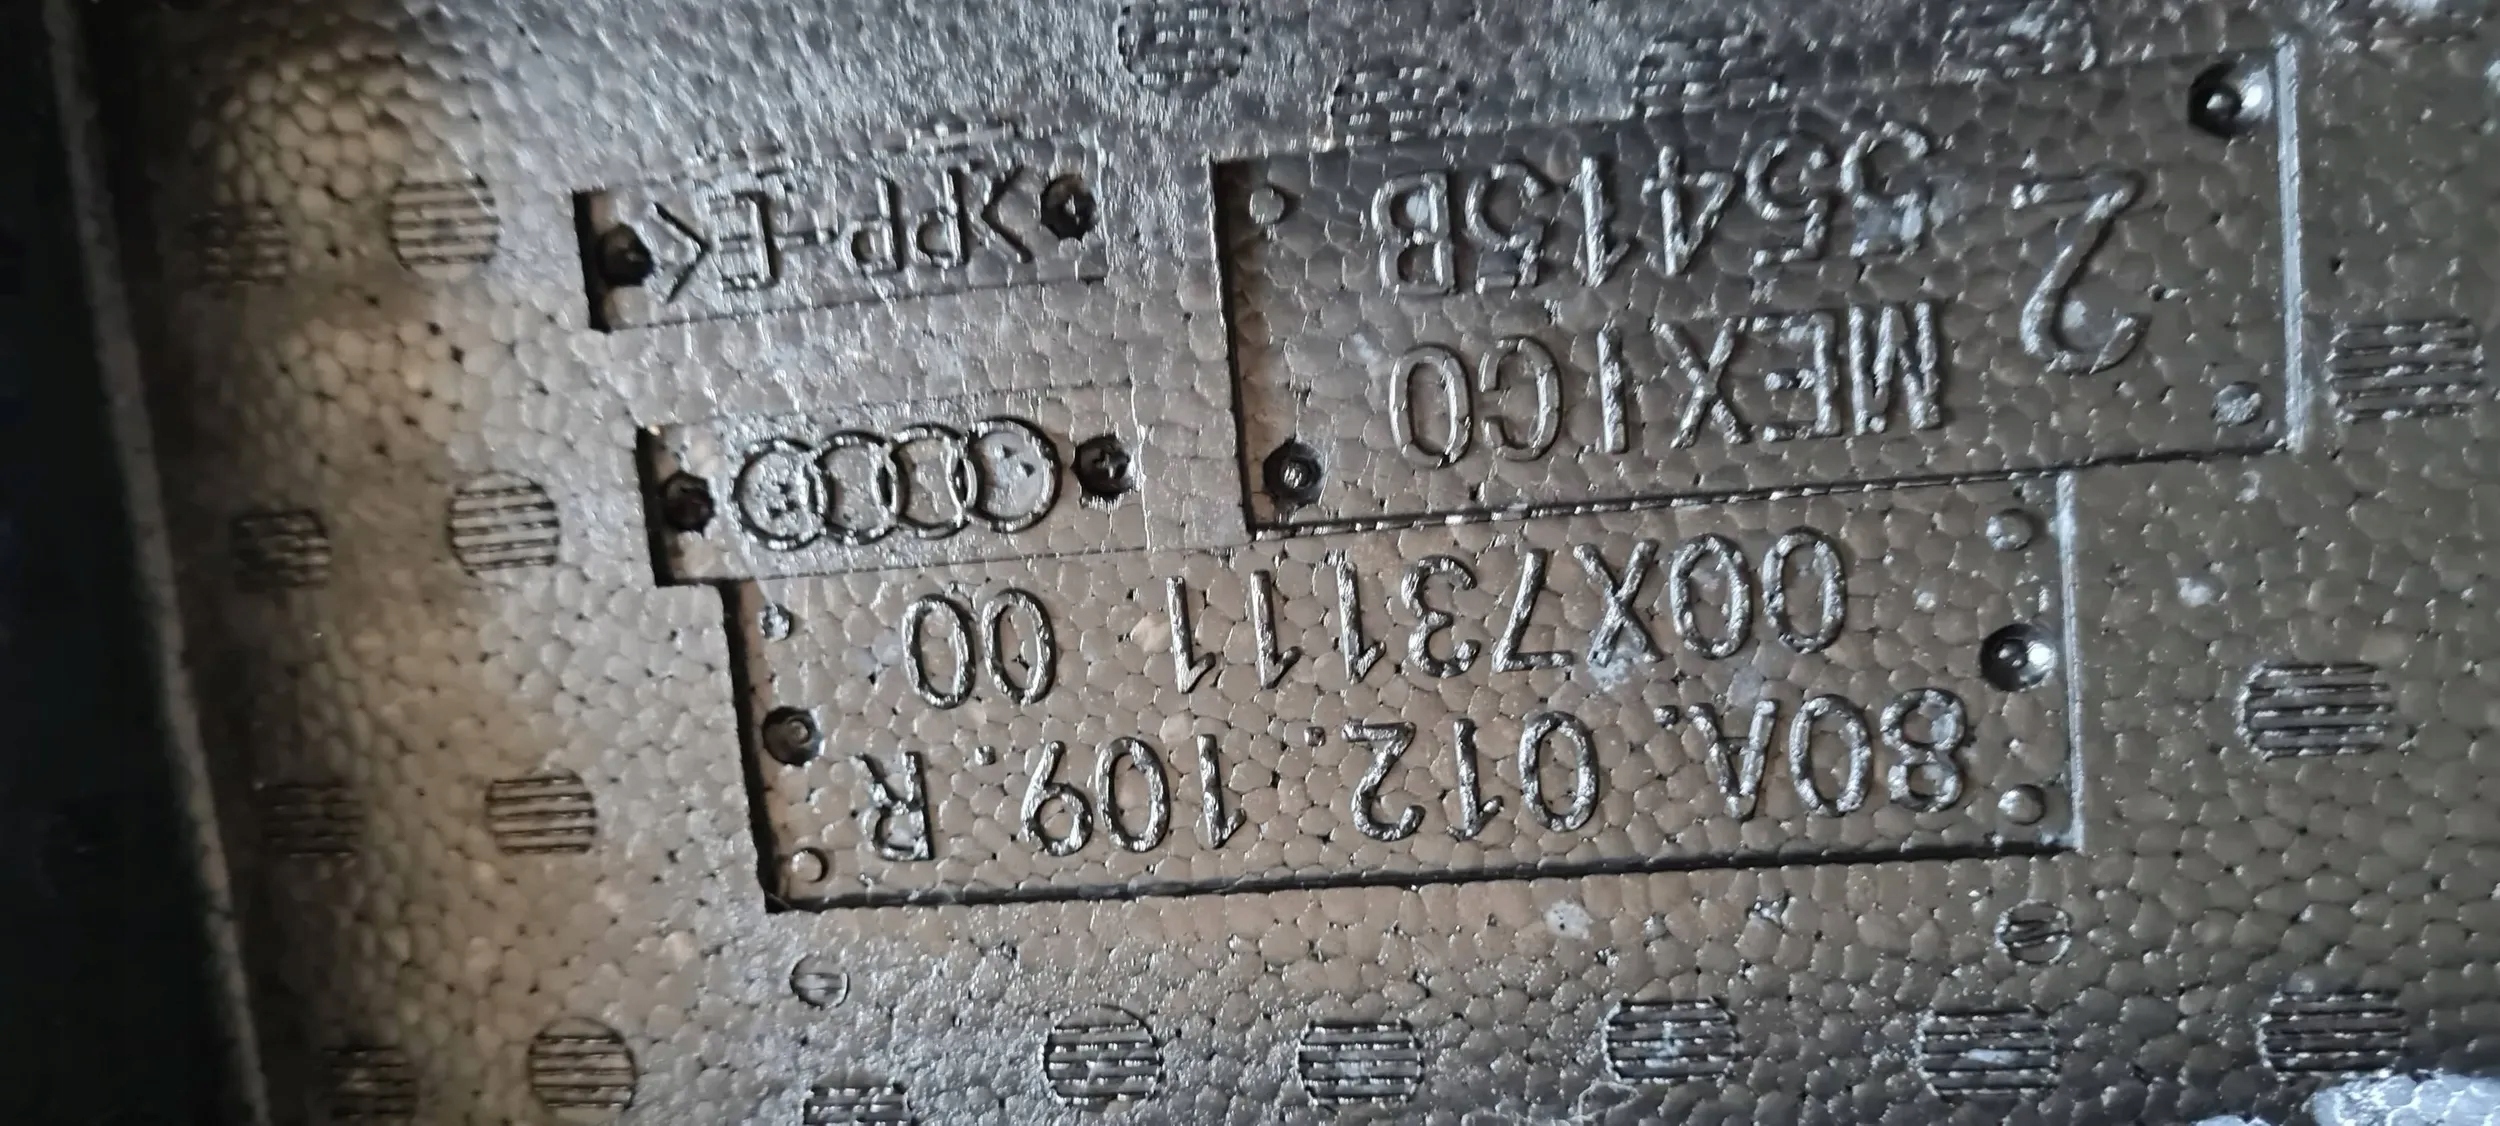 80A. 012. 109. R
00X73111 00
2
MEXICO
55415B
>PP-E<